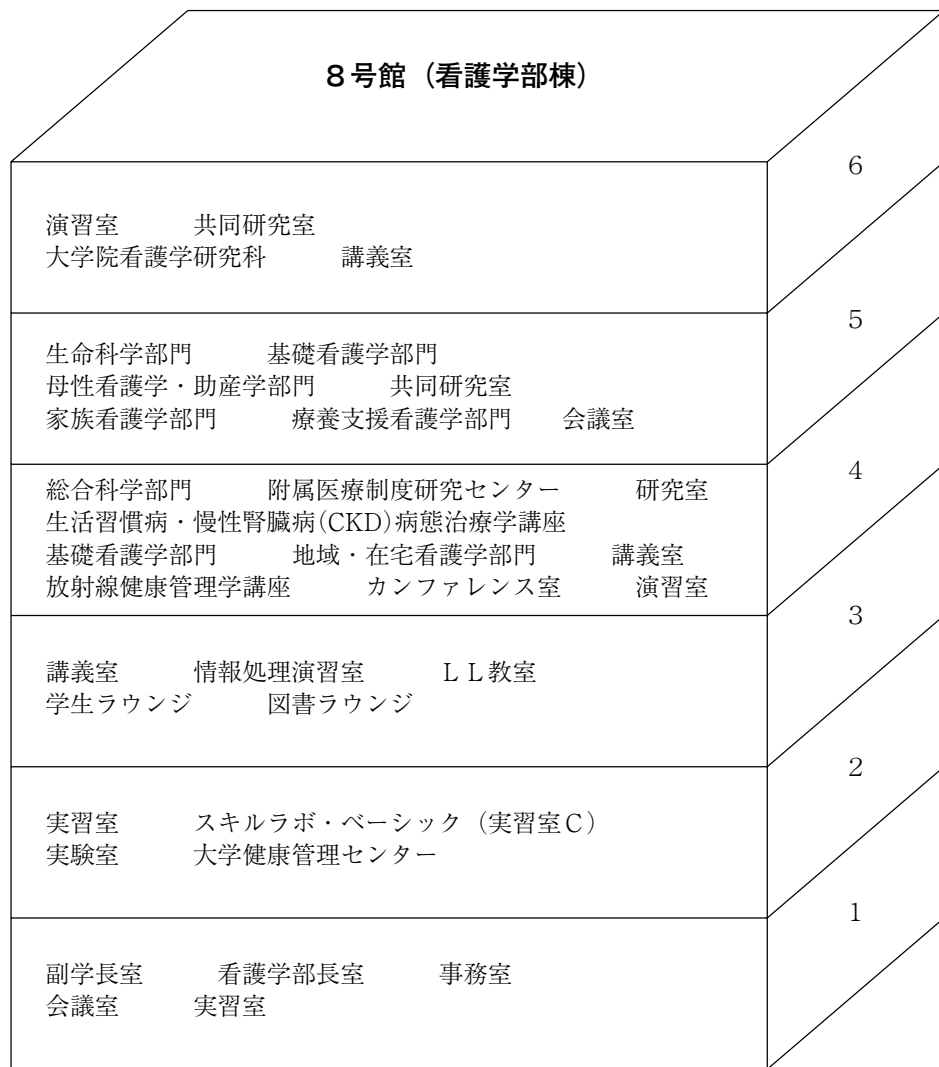 8号館（看護学部棟）
6
演習室 共同研究室
大学院看護学研究科 講義室
5
生命科学部門 基礎看護学部門
母性看護学・助産学部門 共同研究室
家族看護学部門 療養支援看護学部門 会議室
4
総合科学部門 附属医療制度研究センター 研究室
生活習慣病・慢性腎臓病(CKD)病態治療学講座
基礎看護学部門 地域・在宅看護学部門 講義室
放射線健康管理学講座 カンファレンス室 演習室
3
講義室 情報処理演習室 ＬＬ教室
学生ラウンジ 図書ラウンジ
2
実習室 スキルラボ・ベーシック（実習室Ｃ）
実験室 大学健康管理センター
1
副学長室 看護学部長室 事務室
会議室 実習室